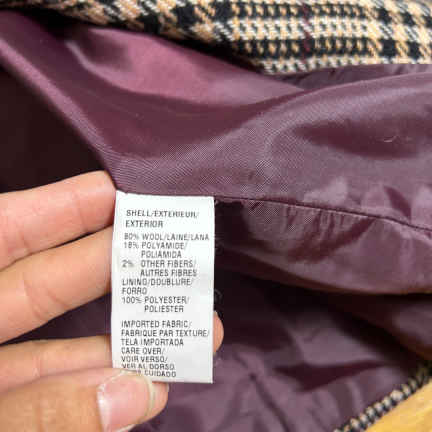 SHELL/EXTERIEUR/
EXTERIOR
80% WOOL/LAINE/LANA
18% POLYAMIDE/
POLIAMIDA
2% OTHER FIBERS/
AUTRES FIBRES
LINING/DOUBLURE/
FORRO
100% POLYESTER/
POLIESTER
IMPORTED FABRIC/
FABRIQUE PAR TEXTURE/
TELA IMPORTADA
CARE OVER/
VOIR VERSO/
VER AL DORSO
CUIDADO